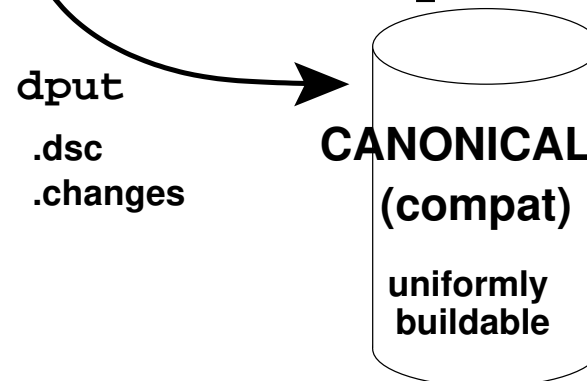 dput
.dsc
.changes
CANONICAL
(compat)
uniformly
buildable